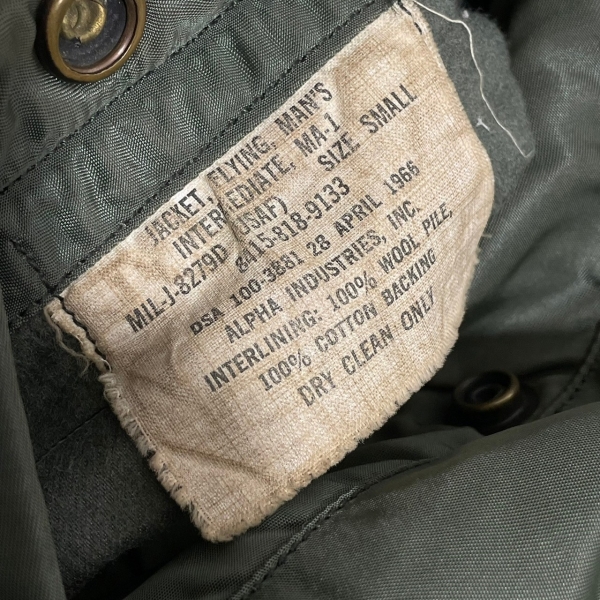 JACKET, FLYING, MAN'S
INTERMEDIATE, MA-1
MIL-J-8279D (USAF) SIZE SMALL
8415-818-9133
DSA 100-3881 28 APRIL 1966
ALPHA INDUSTRIES, INC.
INTERLINING:- 100% WOOL PILE,
100% COTTON BACKING
DRY CLEAN ONLY